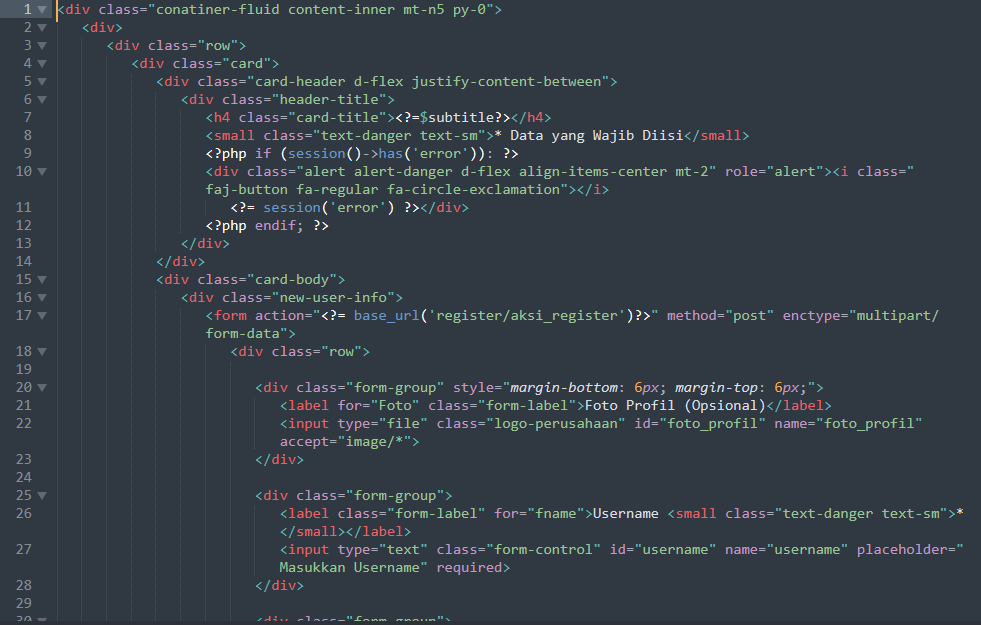 1 <div class="conatiner-fluid content-inner mt-n5 py-0">
2 <div>
3 <div class="row">
4 <div class="card">
5 <div class="card-header d-flex justify-content-between">
6 <div class="header-title">
7 <h4 class="card-title"><?=$subtitle?></h4>
8 <small class="text-danger text-sm">* Data yang Wajib Diisi</small>
9 <?php if (session()->has('error')): ?>
10 <div class="alert alert-danger d-flex align-items-center mt-2" role="alert"><i class="
faj-button fa-regular fa-circle-exclamation"></i>
11 <?= session('error') ?></div>
12 <?php endif; ?>
13 </div>
14 </div>
15 <div class="card-body">
16 <div class="new-user-info">
17 <form action="<?= base_url('register/aksi_register')?>" method="post" enctype="multipart/
form-data">
18 <div class="row">
19
20 <div class="form-group" style="margin-bottom: 6px; margin-top: 6px;">
21 <label for="Foto" class="form-label">Foto Profil (Opsional)</label>
22 <input type="file" class="logo-perusahaan" id="foto_profil" name="foto_profil"
accept="image/*">
23 </div>
24
25 <div class="form-group">
26 <label class="form-label" for="fname">Username <small class="text-danger text-sm">*
</small></label>
27 <input type="text" class="form-control" id="username" name="username" placeholder="
Masukkan Username" required>
28 </div>
29
30 <div class="form-group">